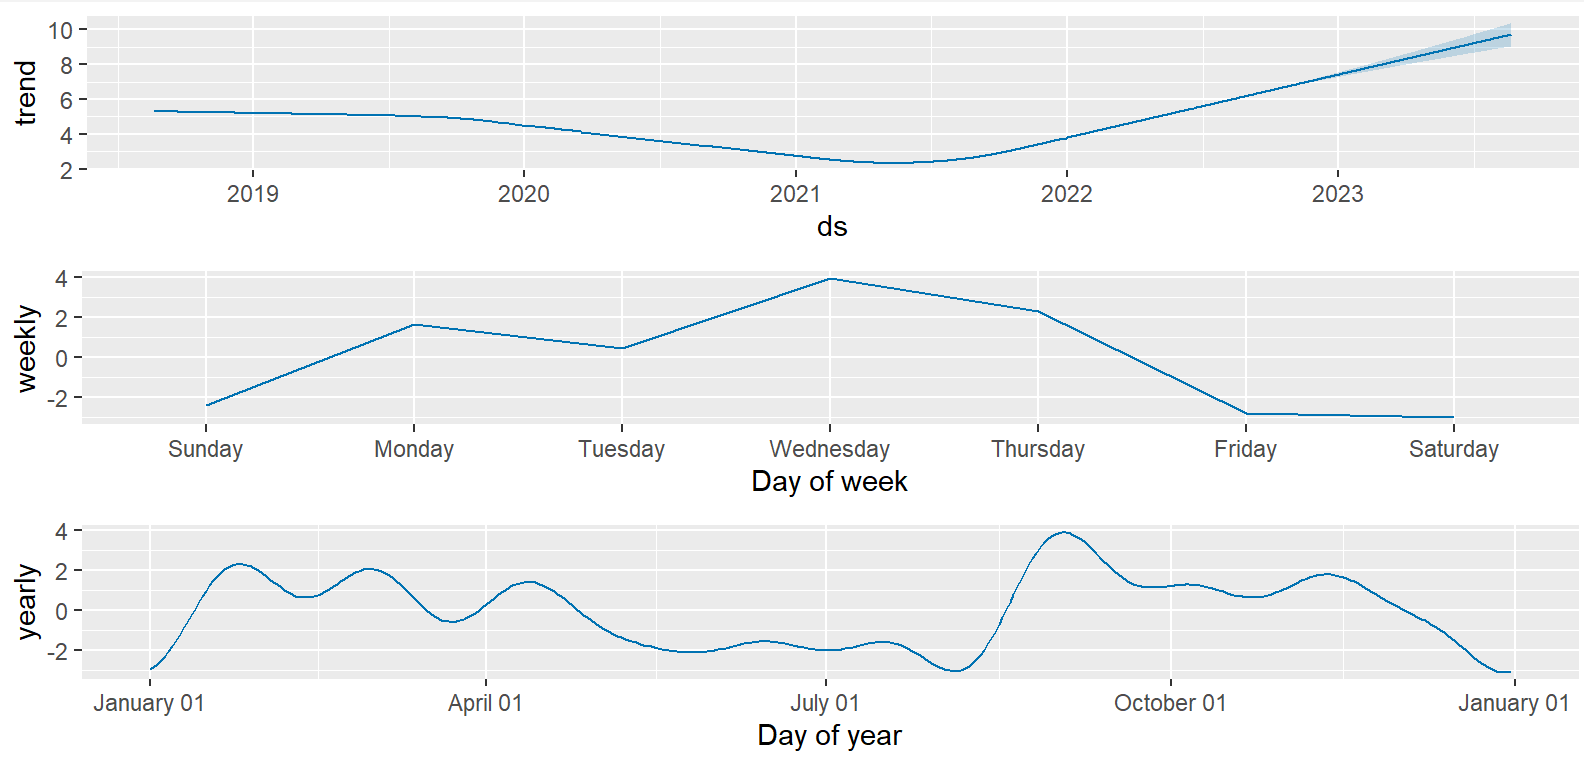 trend
10
8
6
4
2
2019 2020 2021 2022 2023
ds
weekly
4
2
0
-2
Sunday Monday Tuesday Wednesday Thursday Friday Saturday
Day of week
yearly
4
2
0
-2
January 01 April 01 July 01 October 01 January 01
Day of year